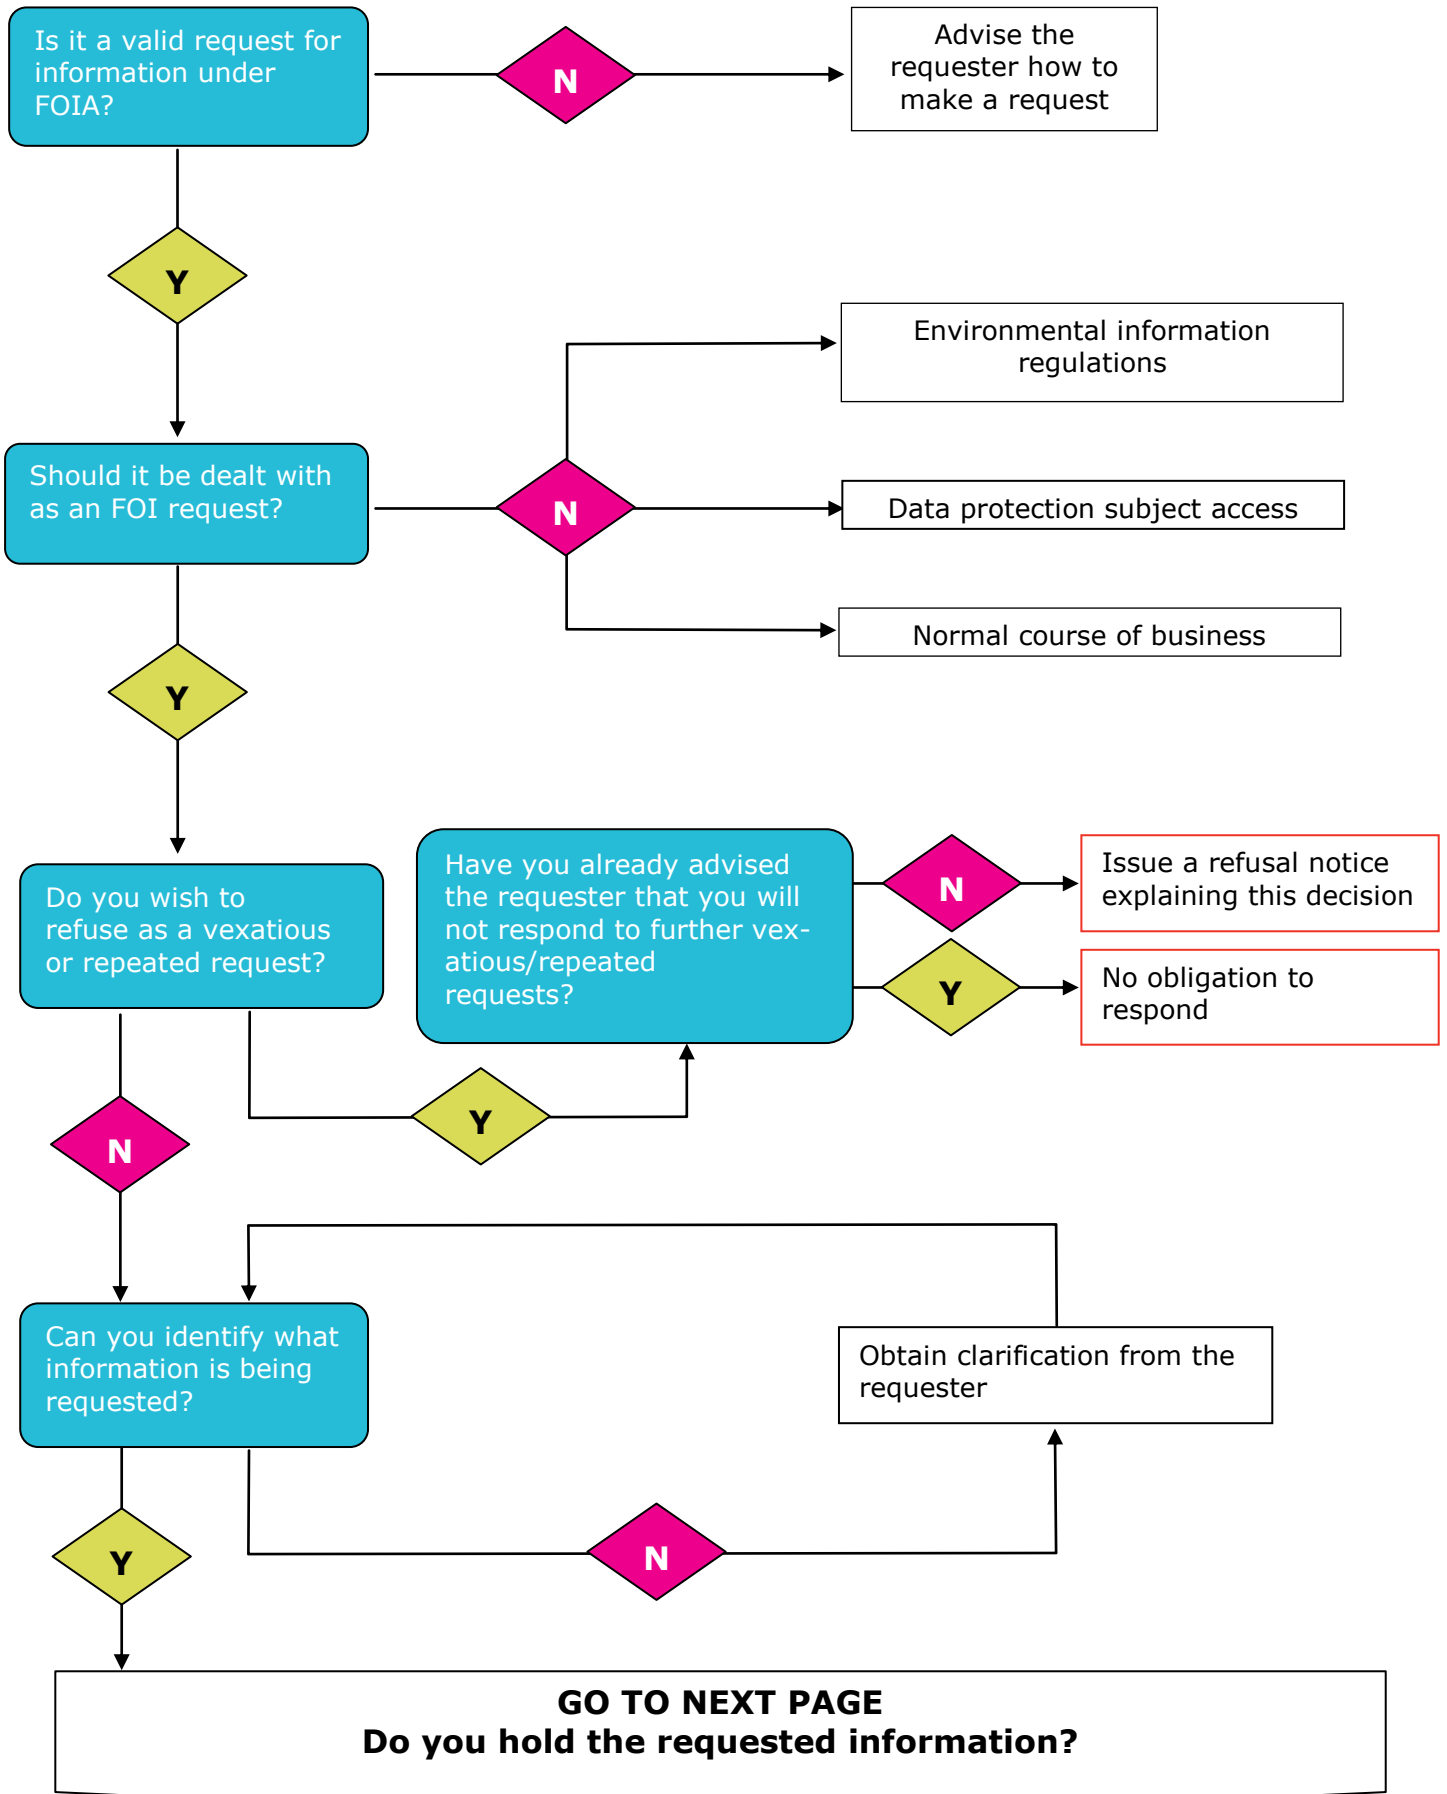 Is it a valid request for
information under
FOIA?
N
Advise the
requester how to
make a request
Y
Environmental information
regulations
Should it be dealt with
as an FOI request?
N
Data protection subject access
Normal course of business
Y
Do you wish to
refuse as a vexatious
or repeated request?
Have you already advised
the requester that you will
not respond to further vex-
atious/repeated
requests?
N
Issue a refusal notice
explaining this decision
Y
No obligation to
respond
Y
N
Can you identify what
information is being
requested?
Obtain clarification from the
requester
Y
N
GO TO NEXT PAGE
Do you hold the requested information?